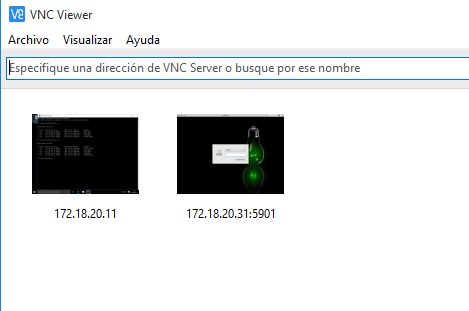 VNC Viewer
Archivo Visualizar Ayuda
Especifique una dirección de VNC Server o busque por ese nombre
172.18.20.11 172.18.20.31:5901